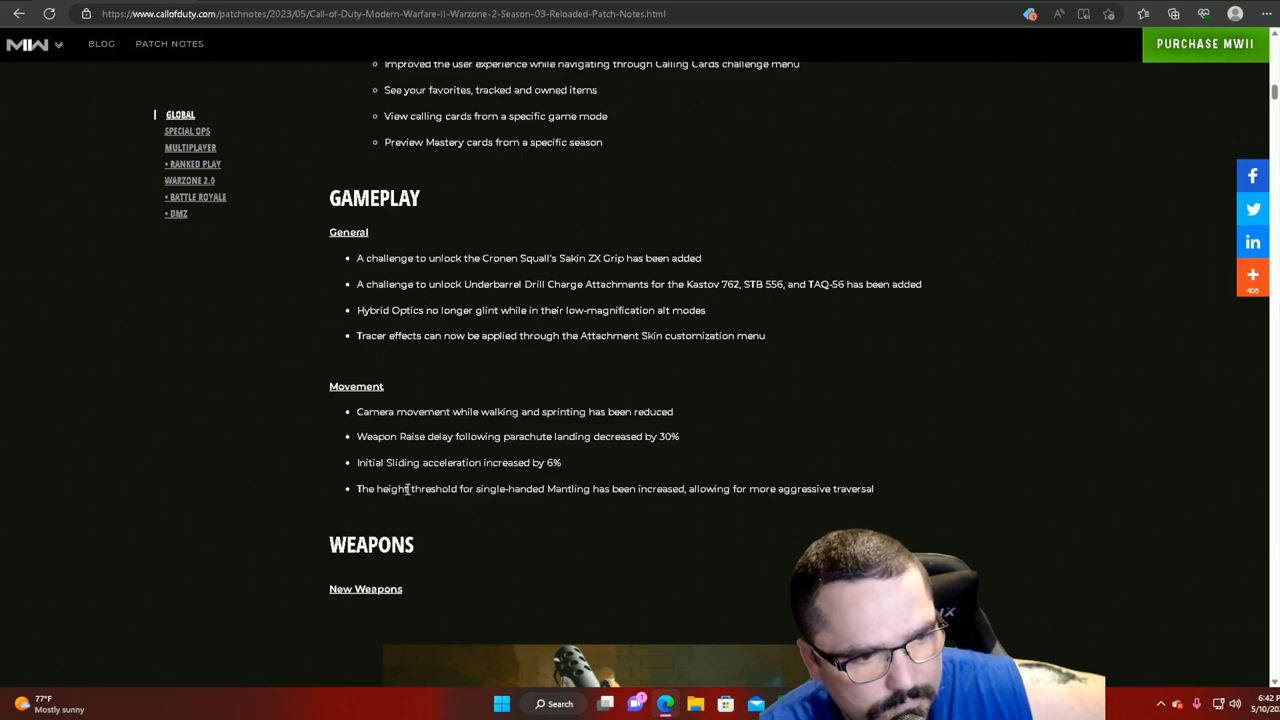 https://www.callofduty.com/patchnotes/2023/05/Call-of-Duty-Modern-Warfare-II-Warzone-2-Season-03-Reloaded-Patch-Notes.html
MW BLOG PATCH NOTES PURCHASE MWII
Improved the user experience while navigating through Calling Cards challenge menu
See your favorites, tracked and owned items
View calling cards from a specific game mode
Preview Mastery cards from a specific season
GLOBAL
SPECIAL OPS
MULTIPLAYER
• RANKED PLAY
WARZONE 2.0
• BATTLE ROYALE
• DMZ
GAMEPLAY
General
• A challenge to unlock the Cronen Squall's Sakin ZX Grip has been added
• A challenge to unlock Underbarrel Drill Charge Attachments for the Kastov 762, STB 556, and TAQ-56 has been added
• Hybrid Optics no longer glint while in their low-magnification alt modes
• Tracer effects can now be applied through the Attachment Skin customization menu
Movement
• Camera movement while walking and sprinting has been reduced
• Weapon Raise delay following parachute landing decreased by 30%
• Initial Sliding acceleration increased by 6%
• The height threshold for single-handed Mantling has been increased, allowing for more aggressive traversal
WEAPONS
New Weapons
406
77°F
Mostly sunny
Search
6:42
5/10/202